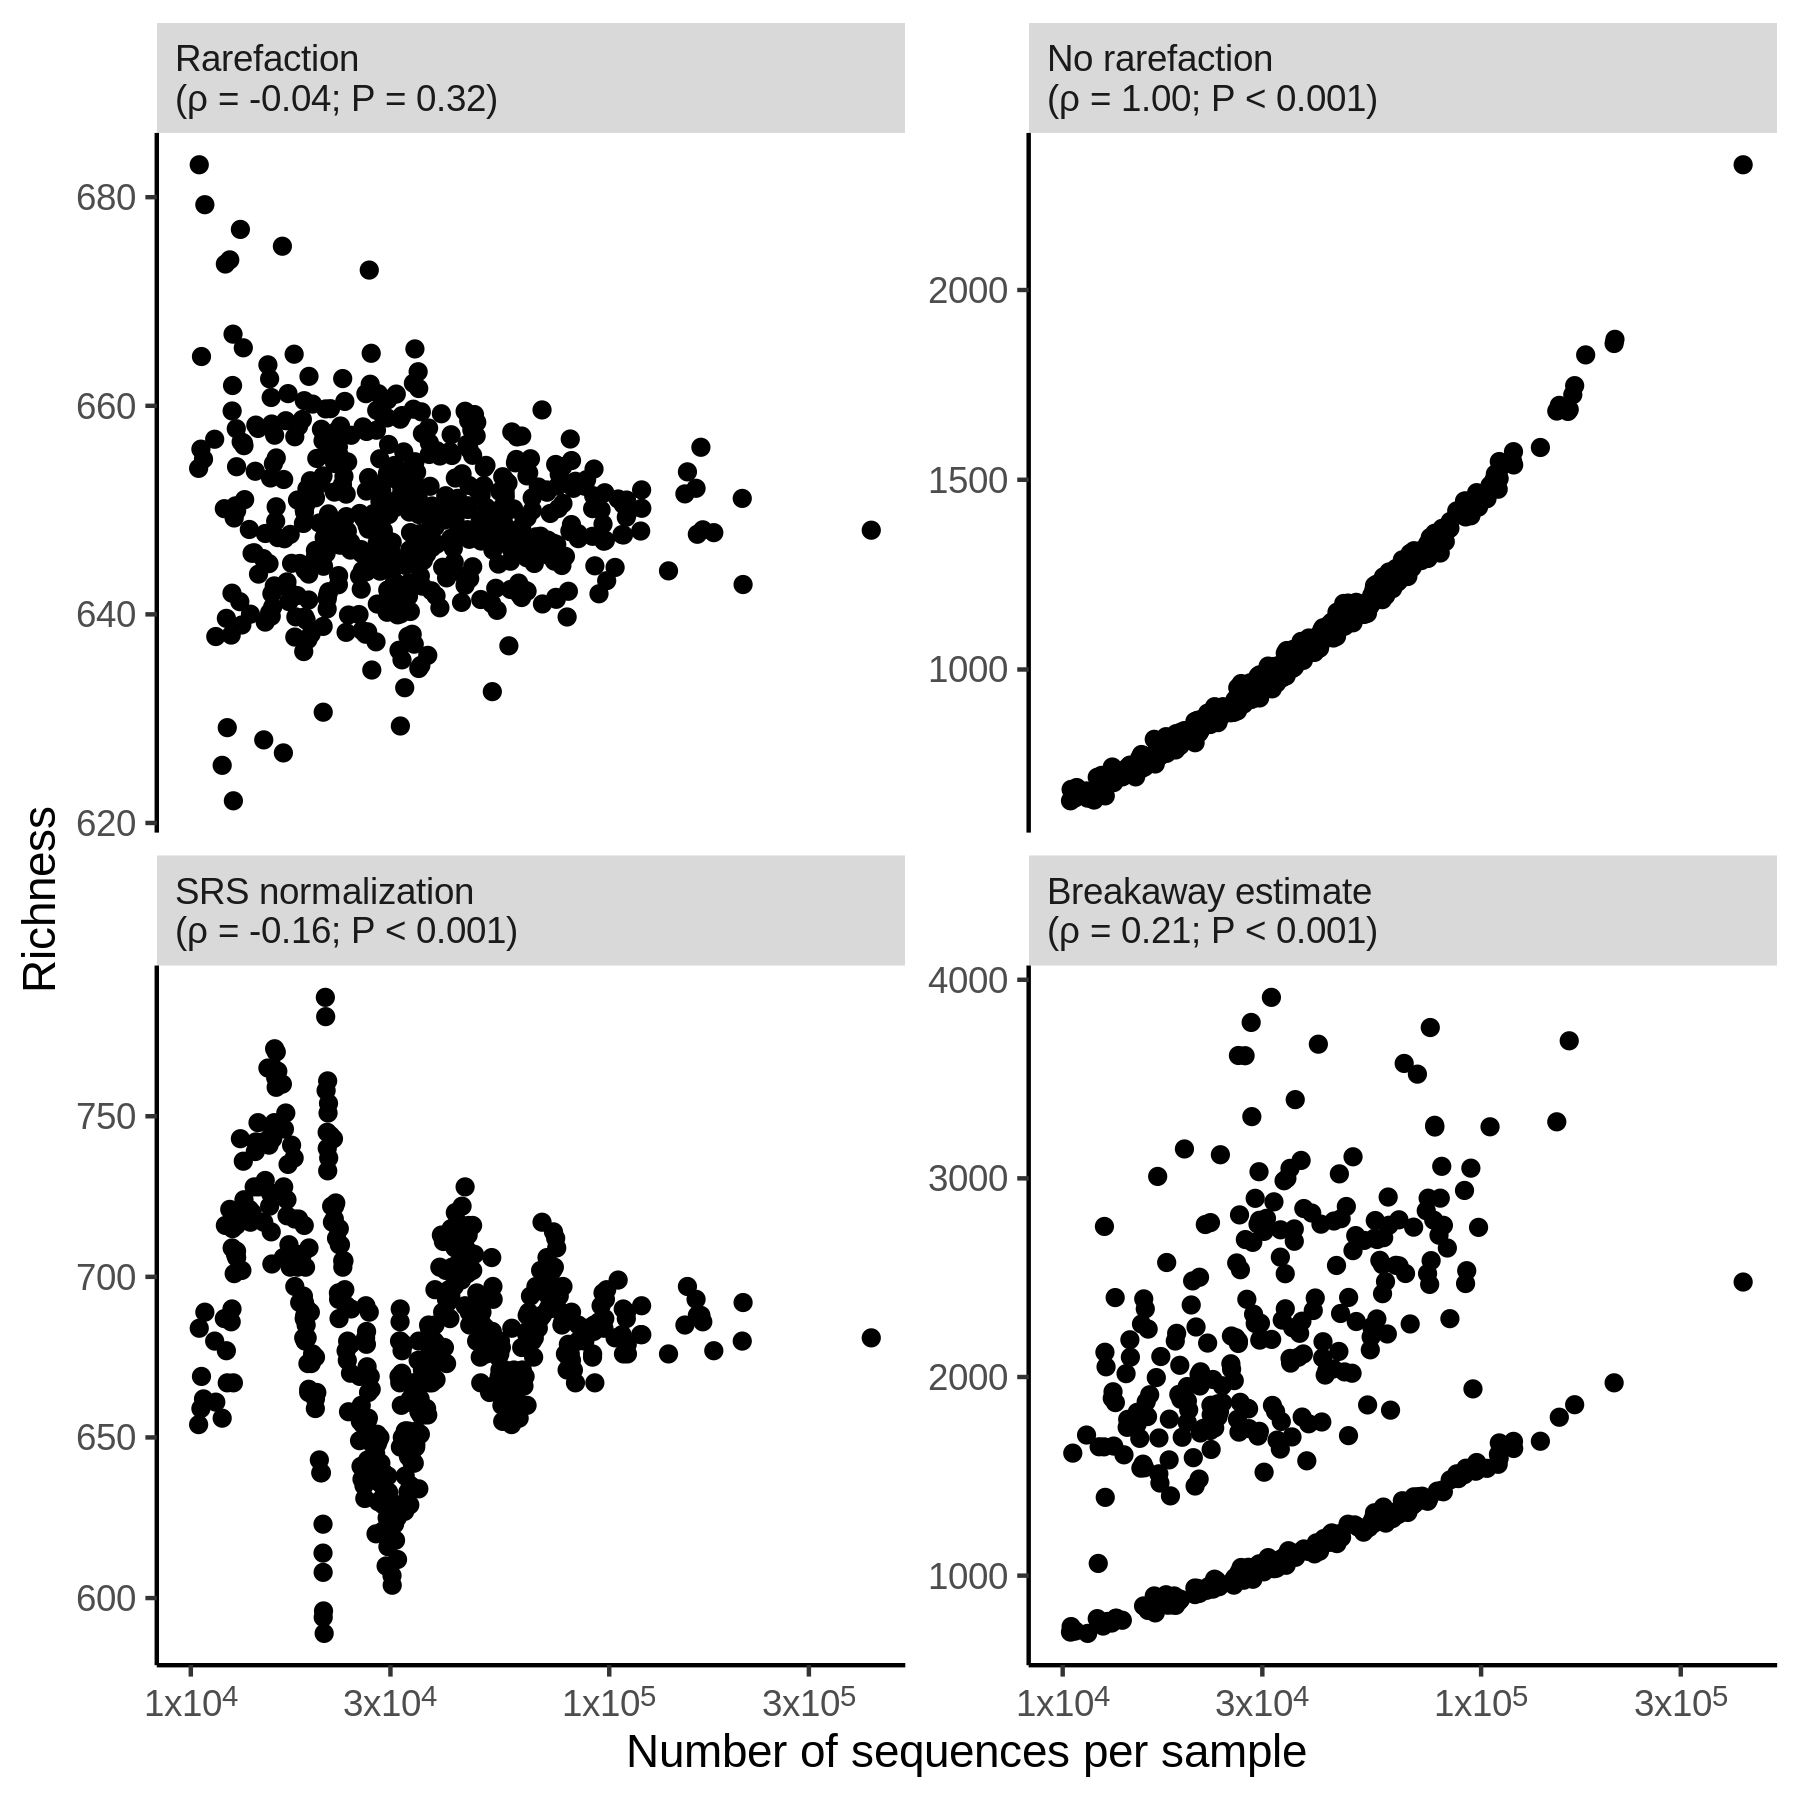 Rarefaction
(ρ = -0.04; P = 0.32)
No rarefaction
(ρ = 1.00; P < 0.001)
680
660
640
620
2000
1500
1000
SRS normalization
(ρ = -0.16; P < 0.001)
Breakaway estimate
(ρ = 0.21; P < 0.001)
750
700
650
600
4000
3000
2000
1000
Richness
1x10⁴ 3x10⁴ 1x10⁵ 3x10⁵
1x10⁴ 3x10⁴ 1x10⁵ 3x10⁵
Number of sequences per sample